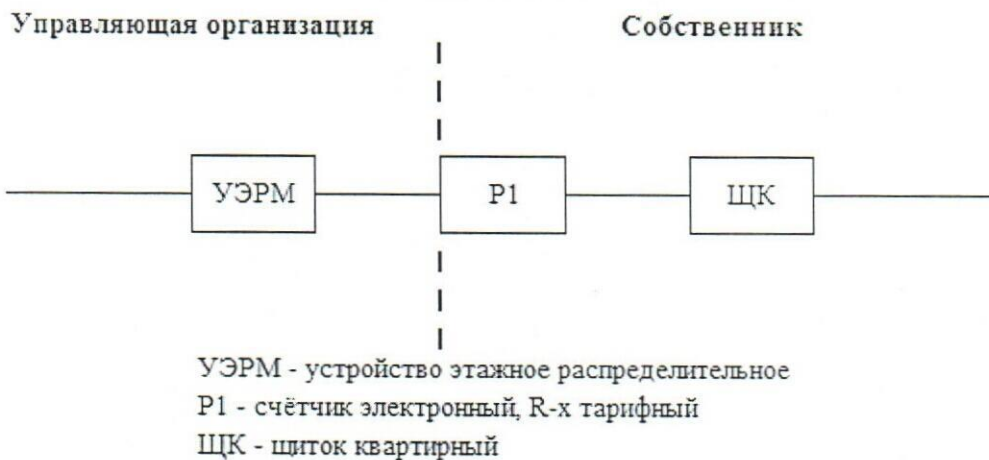 Управляющая организация Собственник
УЭРМ Р1 ЩК
УЭРМ - устройство этажное распределительное
Р1 - счётчик электронный, R-х тарифный
ЩК - щиток квартирный